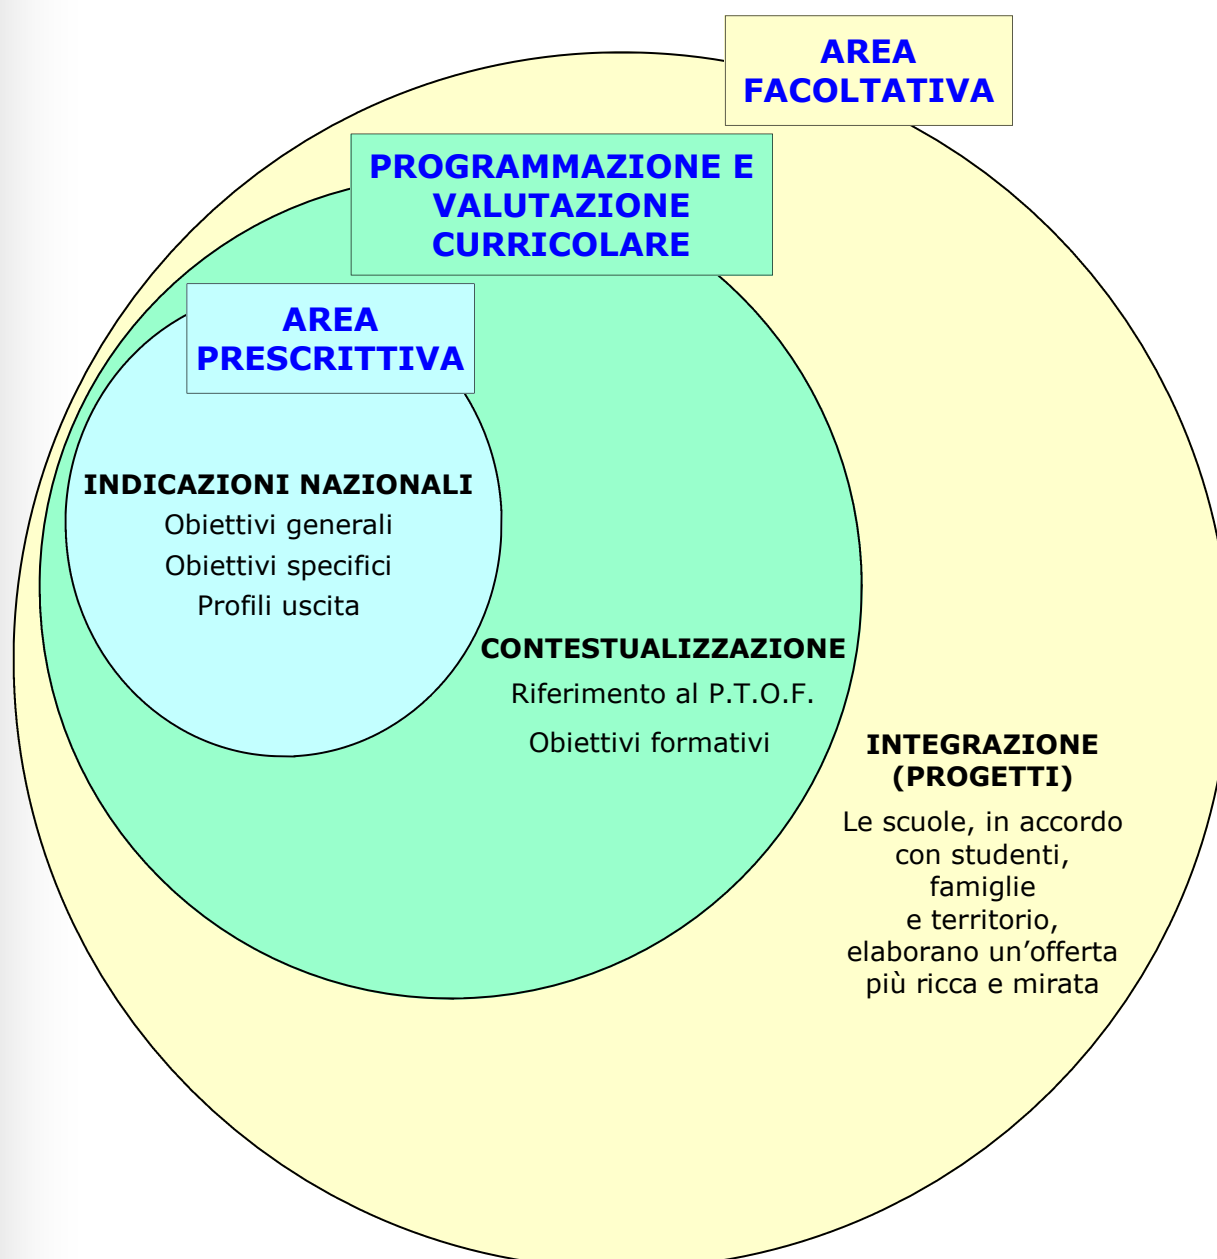 AREA
FACOLTATIVA
PROGRAMMAZIONE E
VALUTAZIONE
CURRICOLARE
AREA
PRESCRITTIVA
INDICAZIONI NAZIONALI
Obiettivi generali
Obiettivi specifici
Profili uscita
CONTESTUALIZZAZIONE
Riferimento al P.T.O.F.
Obiettivi formativi
INTEGRAZIONE
(PROGETTI)
Le scuole, in accordo
con studenti,
famiglie
e territorio,
elaborano un’offerta
più ricca e mirata